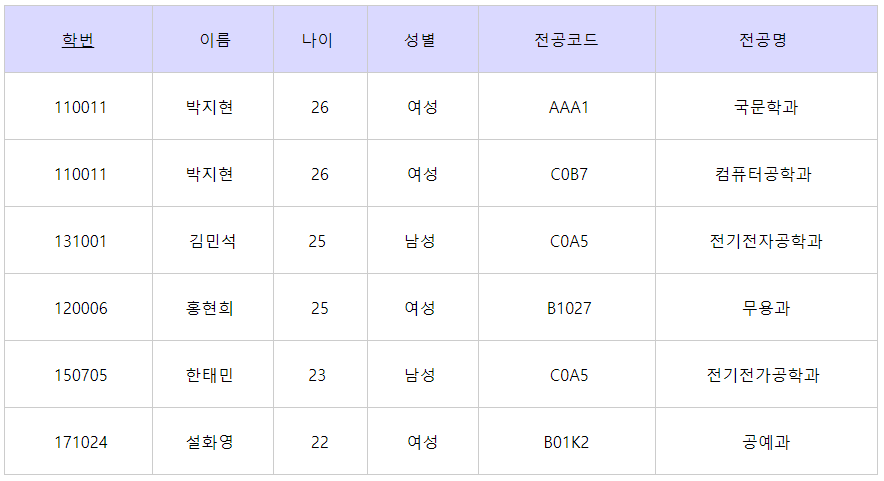 학번 이름 나이 성별 전공코드 전공명
110011 박지현 26 여성 AAA1 국문학과
110011 박지현 26 여성 C0B7 컴퓨터공학과
131001 김민석 25 남성 C0A5 전기전자공학과
120006 홍현희 25 여성 B1027 무용과
150705 한태민 23 남성 C0A5 전기전가공학과
171024 설화영 22 여성 B01K2 공예과